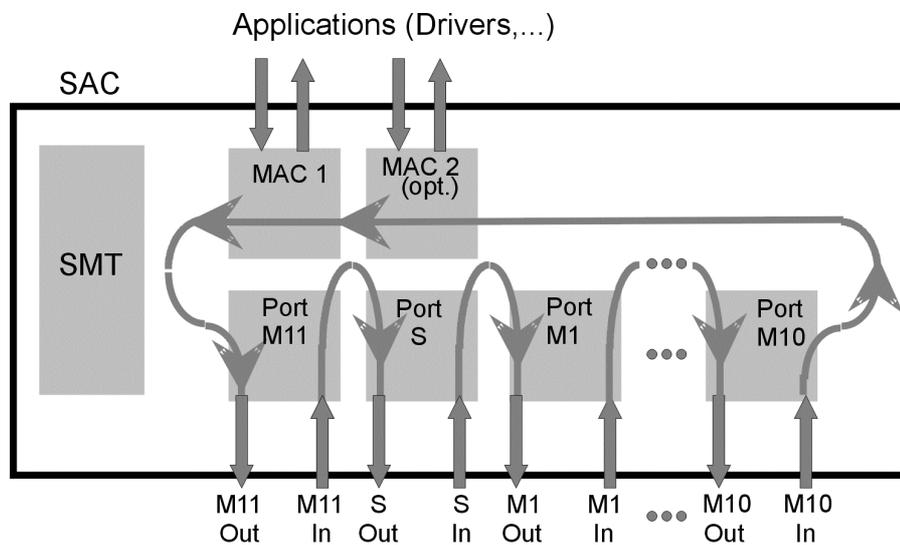 Applications (Drivers,...)
SAC
MAC 1
MAC 2
(opt.)
SMT
Port
M11
Port
S
Port
M1
Port
M10
M11
Out
M11
In
S
Out
S
In
M1
Out
M1
In
M10
Out
M10
In